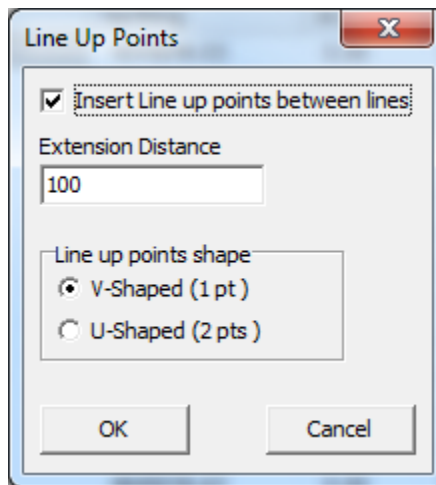 Line Up Points
Insert Line up points between lines
Extension Distance
100
Line up points shape
V-Shaped (1 pt )
U-Shaped (2 pts )
OK Cancel